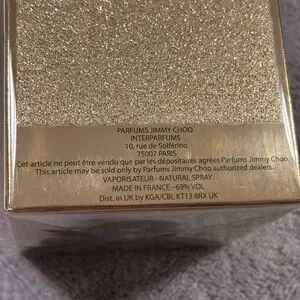 PARFUMS JIMMY CHOO
INTERPARFUMS
10, rue de Solférino
75007 PARIS
Cet article ne peut être vendu que par les dépositaires agréés Parfums Jimmy Choo.
This article may be sold only by Parfums Jimmy Choo authorized dealers.
VAPORISATEUR - NATURAL SPRAY
MADE IN FRANCE - 69% VOL
Dist. in UK by KGA/CBL KT13 8RX UK